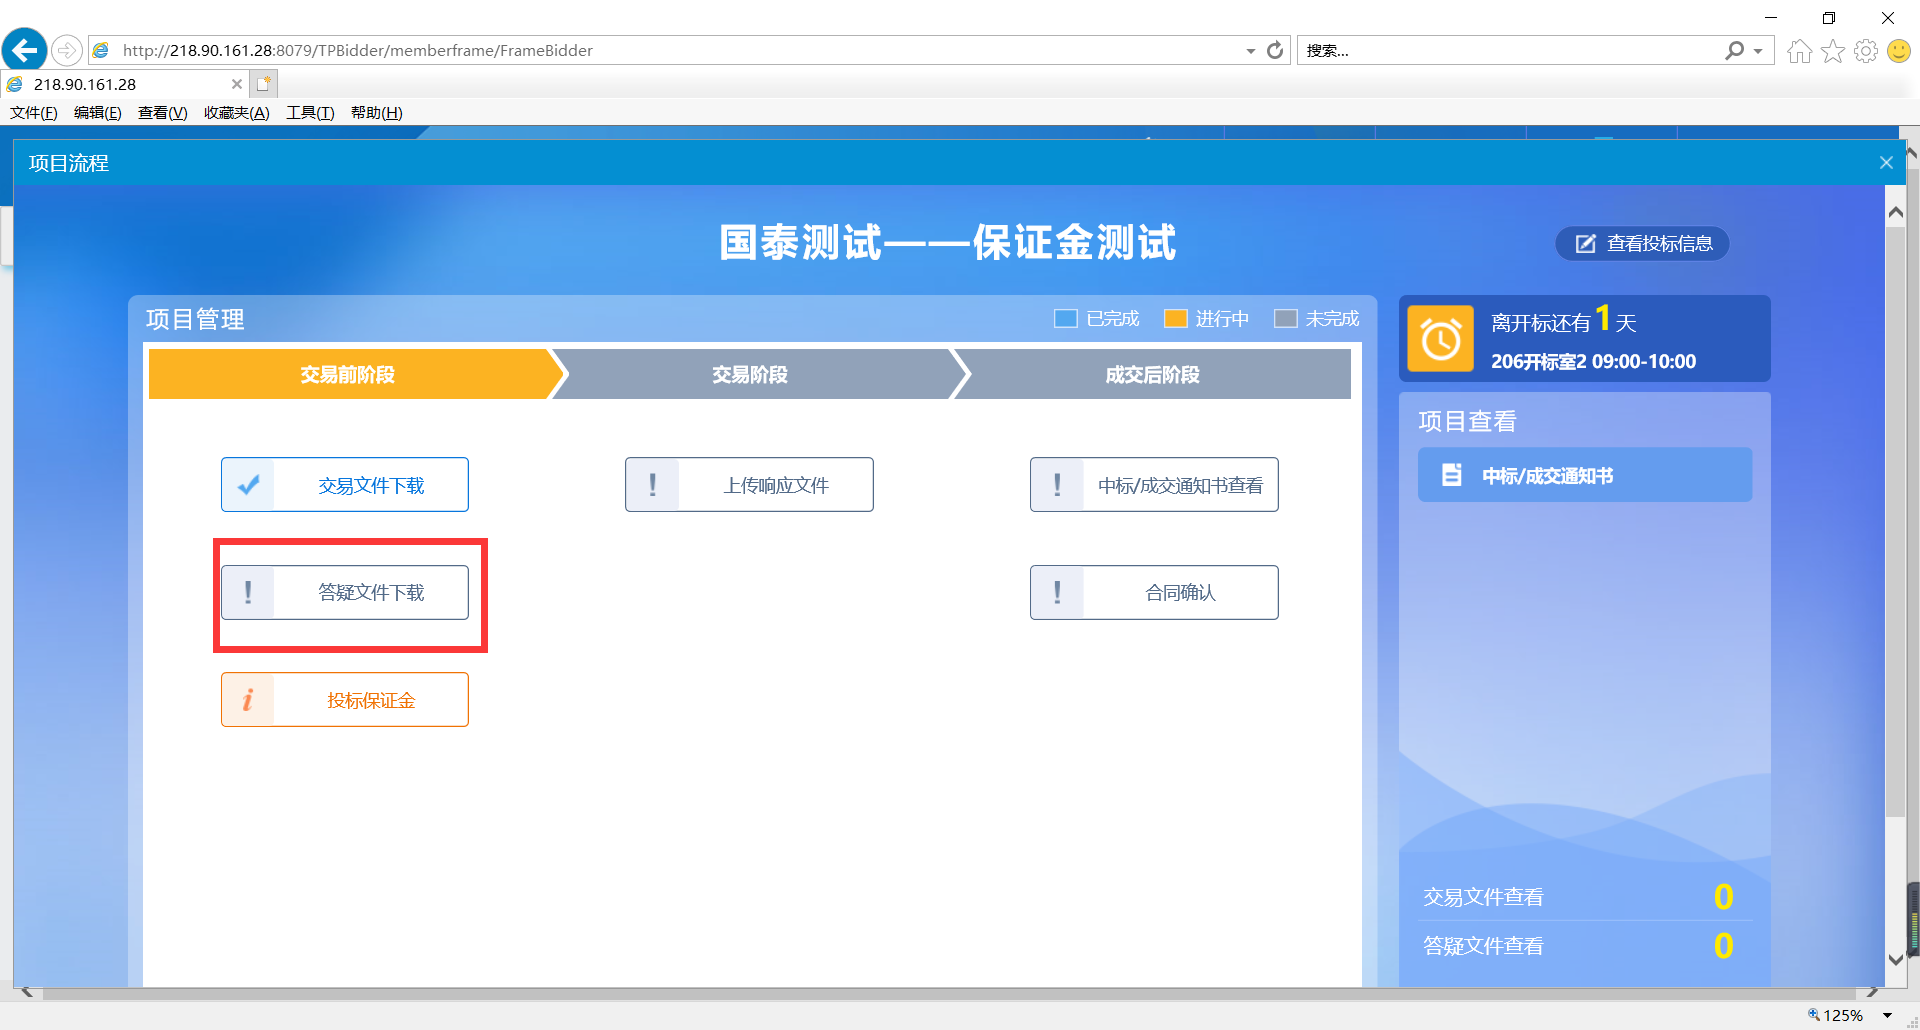 http://218.90.161.28:8079/TPBidder/memberframe/FrameBidder
搜索...
218.90.161.28
文件(F) 编辑(E) 查看(V) 收藏夹(A) 工具(T) 帮助(H)
项目流程
国泰测试——保证金测试
查看投标信息
项目管理
已完成 进行中 未完成
离开标还有1天
206开标室2 09:00-10:00
交易前阶段 交易阶段 成交后阶段
项目查看
中标/成交通知书
交易文件下载 上传响应文件 中标/成交通知书查看
答疑文件下载 合同确认
投标保证金
交易文件查看 0
答疑文件查看 0
125%